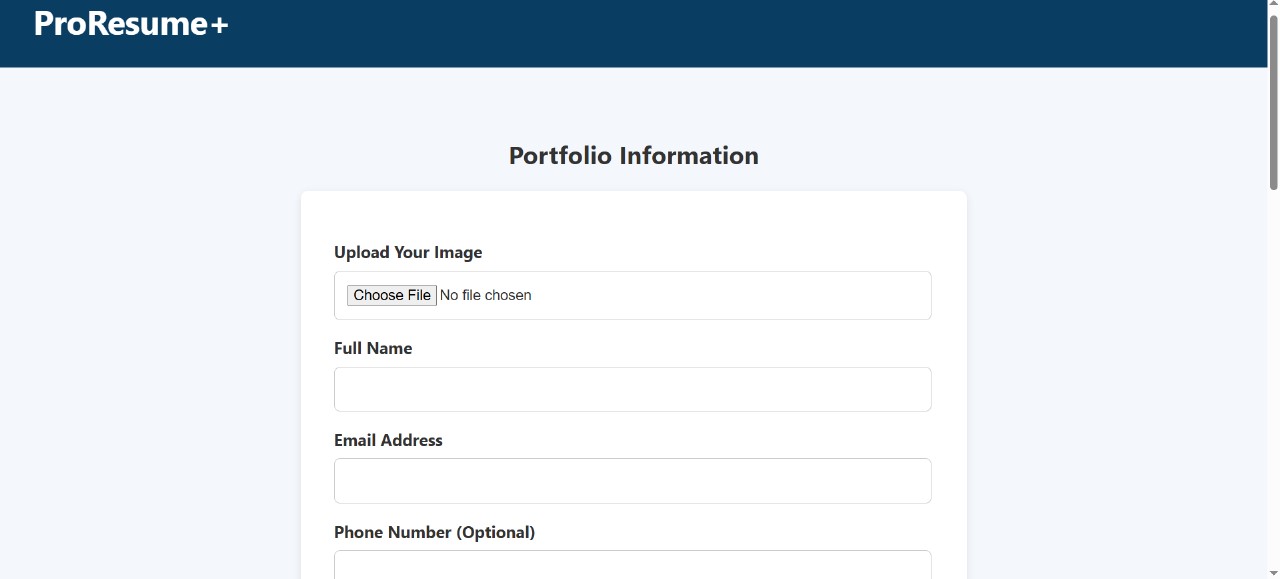 ProResume+
Portfolio Information
Upload Your Image
Choose File No file chosen
Full Name
Email Address
Phone Number (Optional)